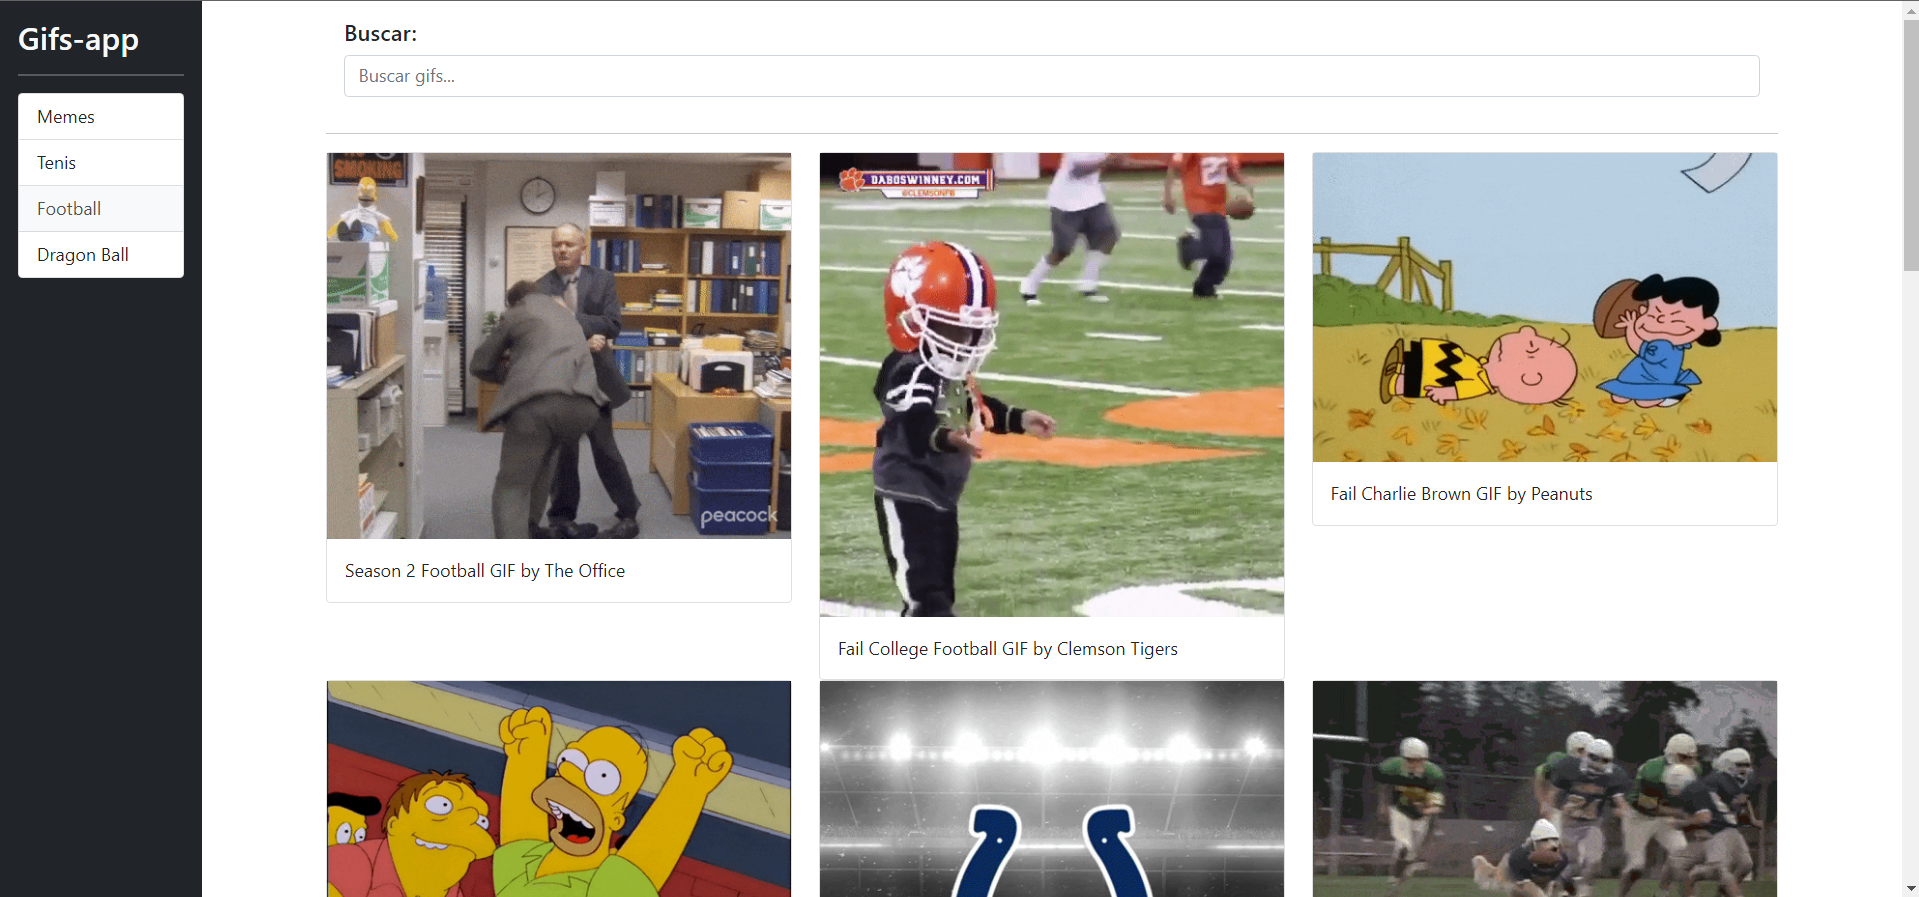 Gifs-app
Memes
Tenis
Football
Dragon Ball
Buscar:
Buscar gifs...
SMOKING
peacock
Season 2 Football GIF by The Office
DABOSWINNEY.COM
@CLEMSONFB
Fail College Football GIF by Clemson Tigers
Fail Charlie Brown GIF by Peanuts